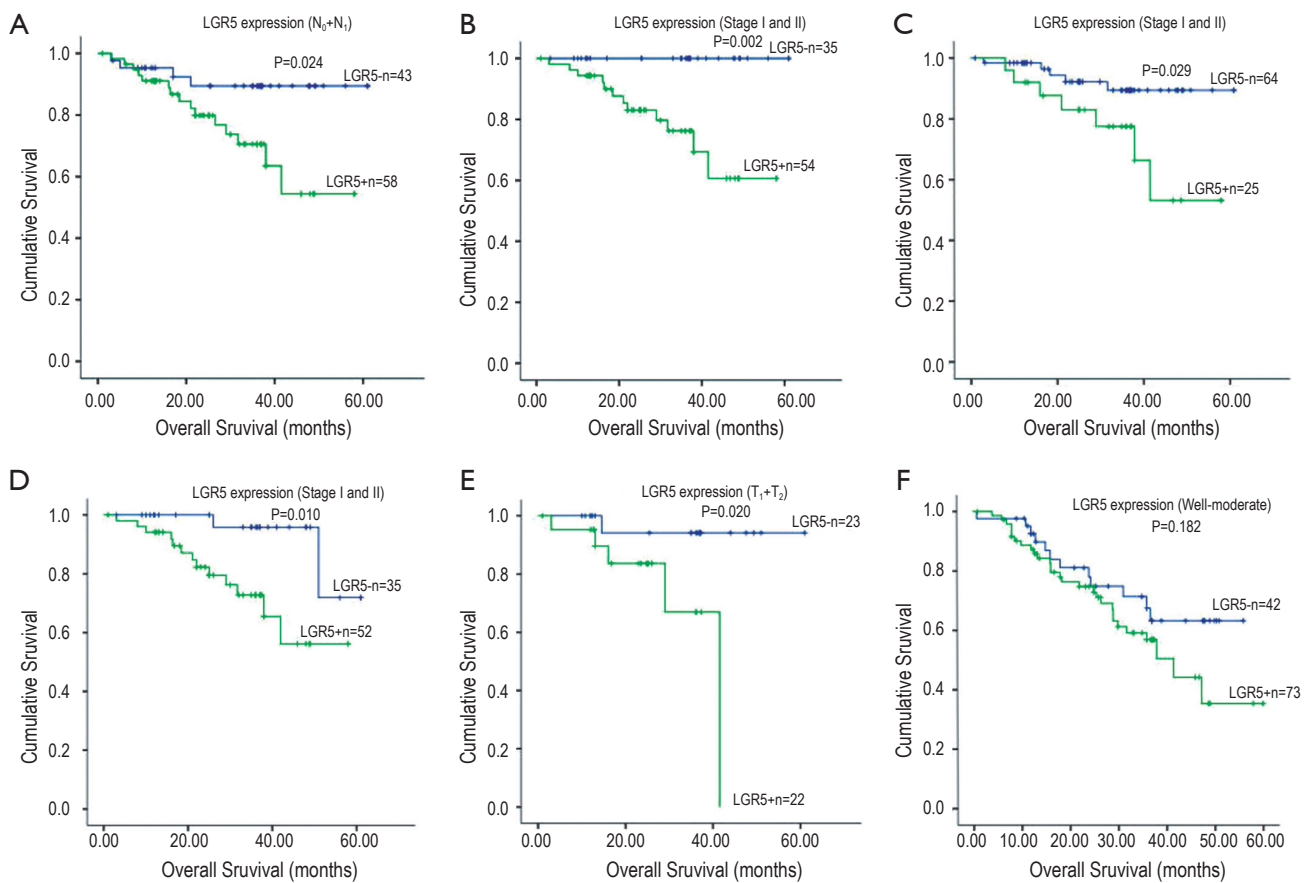 A
LGR5 expression (N₀+N₁)
P=0.024
LGR5-n=43
LGR5+n=58
Cumulative Sruvival
1.0
0.8
0.6
0.4
0.2
0.0
0.00 20.00 40.00 60.00
Overall Sruvival (months)
B
LGR5 expression (Stage I and II)
P=0.002
LGR5-n=35
LGR5+n=54
Cumulative Sruvival
1.0
0.8
0.6
0.4
0.2
0.0
0.00 20.00 40.00 60.00
Overall Sruvival (months)
C
LGR5 expression (Stage I and II)
P=0.029
LGR5-n=64
LGR5+n=25
Cumulative Sruvival
1.0
0.8
0.6
0.4
0.2
0.0
0.00 20.00 40.00 60.00
Overall Sruvival (months)
D
LGR5 expression (Stage I and II)
P=0.010
LGR5-n=35
LGR5+n=52
Cumulative Sruvival
1.0
0.8
0.6
0.4
0.2
0.0
0.00 20.00 40.00 60.00
Overall Sruvival (months)
E
LGR5 expression (T₁+T₂)
P=0.020
LGR5-n=23
LGR5+n=22
Cumulative Sruvival
1.0
0.8
0.6
0.4
0.2
0.0
0.00 20.00 40.00 60.00
Overall Sruvival (months)
F
LGR5 expression (Well-moderate)
P=0.182
LGR5-n=42
LGR5+n=73
Cumulative Sruvival
1.0
0.8
0.6
0.4
0.2
0.0
0.00 10.00 20.00 30.00 40.00 50.00 60.00
Overall Sruvival (months)